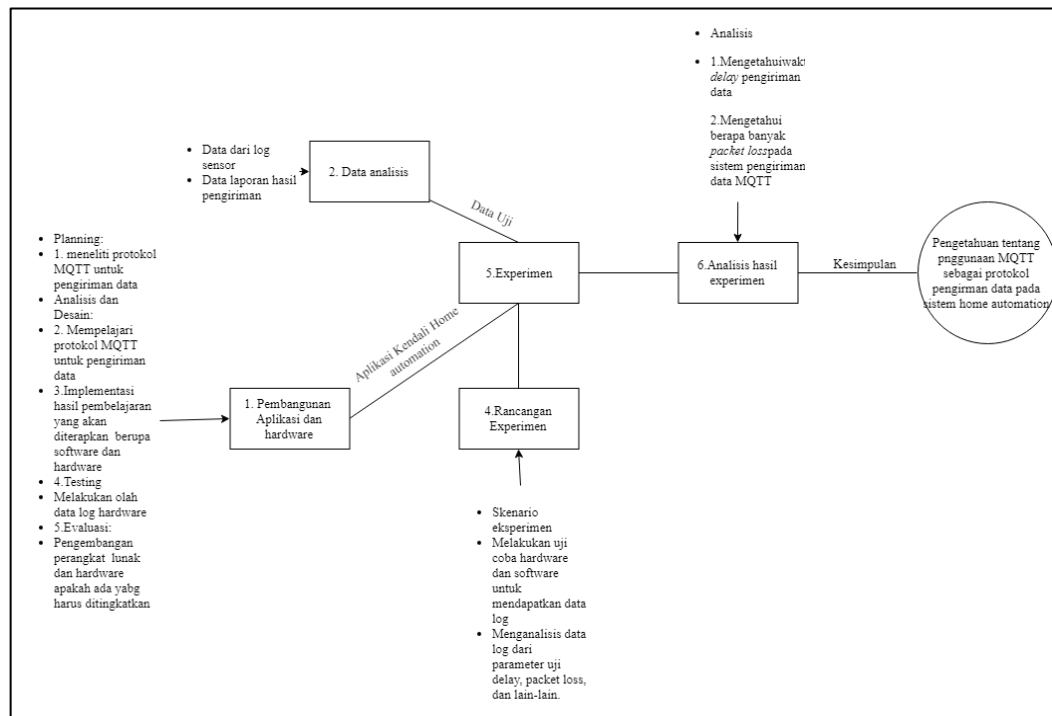 • Analisis
• 1.Mengetahuiwakt
delay pengiriman
data
2.Mengetahui
berapa banyak
packet losspada
sistem pengiriman
data MQTT
• Data dari log
sensor
• Data laporan hasil
pengiriman
2. Data analisis
Data Uji
• Planning:
• 1. meneliti protokol
MQTT untuk
pengiriman data
• Analisis dan
Desain:
• 2. Mempelajari
protokol MQTT
untuk pengiriman
data
• 3.Implementasi
hasil pembelajaran
yang akan
diterapkan berupa
software dan
hardware
• 4.Testing
• Melakukan olah
data log hardware
• 5.Evaluasi:
• Pengembangan
perangkat lunak
dan hardware
apakah ada yabg
harus ditingkatkan
1. Pembangunan
Aplikasi dan
hardware
Aplikasi Kendali Home
automation
5.Experimen
4.Rancangan
Experimen
• Skenario
eksperimen
• Melakukan uji
coba hardware
dan software
untuk
mendapatkan data
log
• Menganalisis data
log dari
parameter uji
delay, packet loss,
dan lain-lain.
6.Analisis hasil
experimen
Kesimpulan
Pengetahuan tentang
pnggunaan MQTT
sebagai protokol
pengirman data pada
sistem home automation